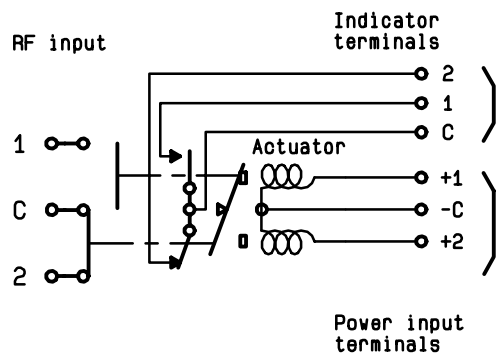 Indicator
terminals
RF input
2
1
C
1
Actuator
+1
C
-C
+2
2
Power input
terminals